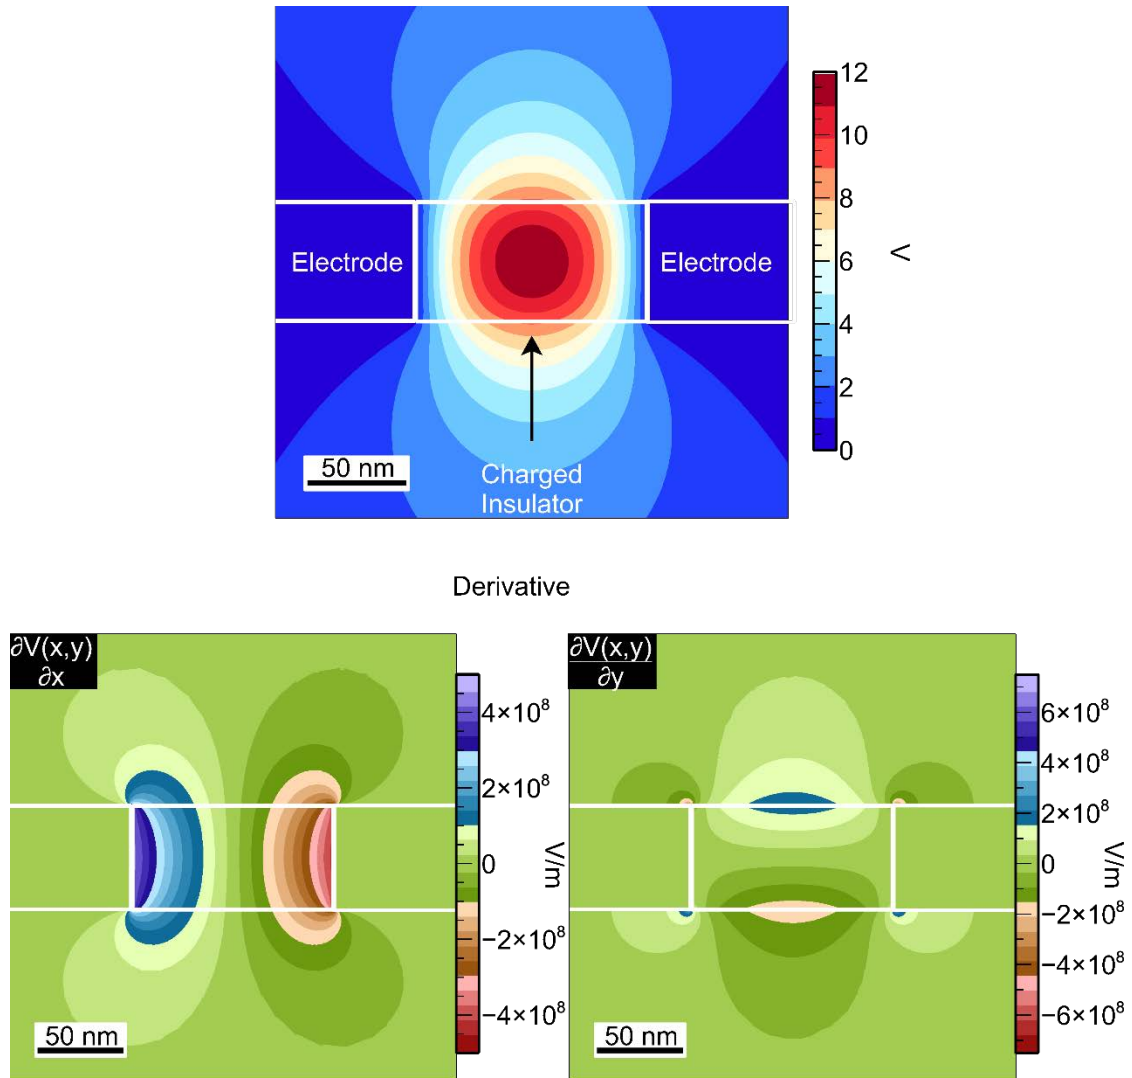 12
10
8
6
4
2
0
V
Electrode
Electrode
50 nm
Charged
Insulator
Derivative
∂V(x,y)
∂x
4×10⁸
2×10⁸
0
−2×10⁸
−4×10⁸
V/m
50 nm
∂V(x,y)
∂y
6×10⁸
4×10⁸
2×10⁸
0
−2×10⁸
−4×10⁸
−6×10⁸
V/m
50 nm